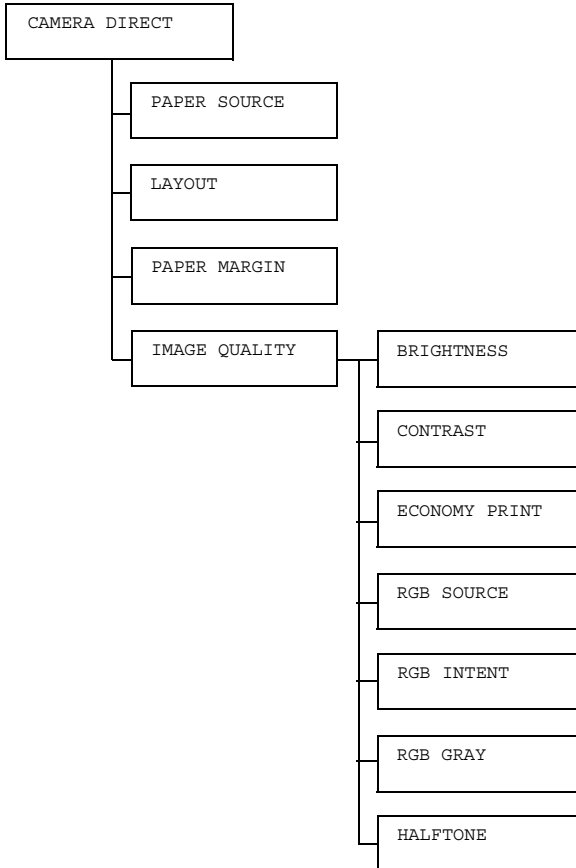 CAMERA DIRECT
PAPER SOURCE
LAYOUT
PAPER MARGIN
IMAGE QUALITY
BRIGHTNESS
CONTRAST
ECONOMY PRINT
RGB SOURCE
RGB INTENT
RGB GRAY
HALFTONE